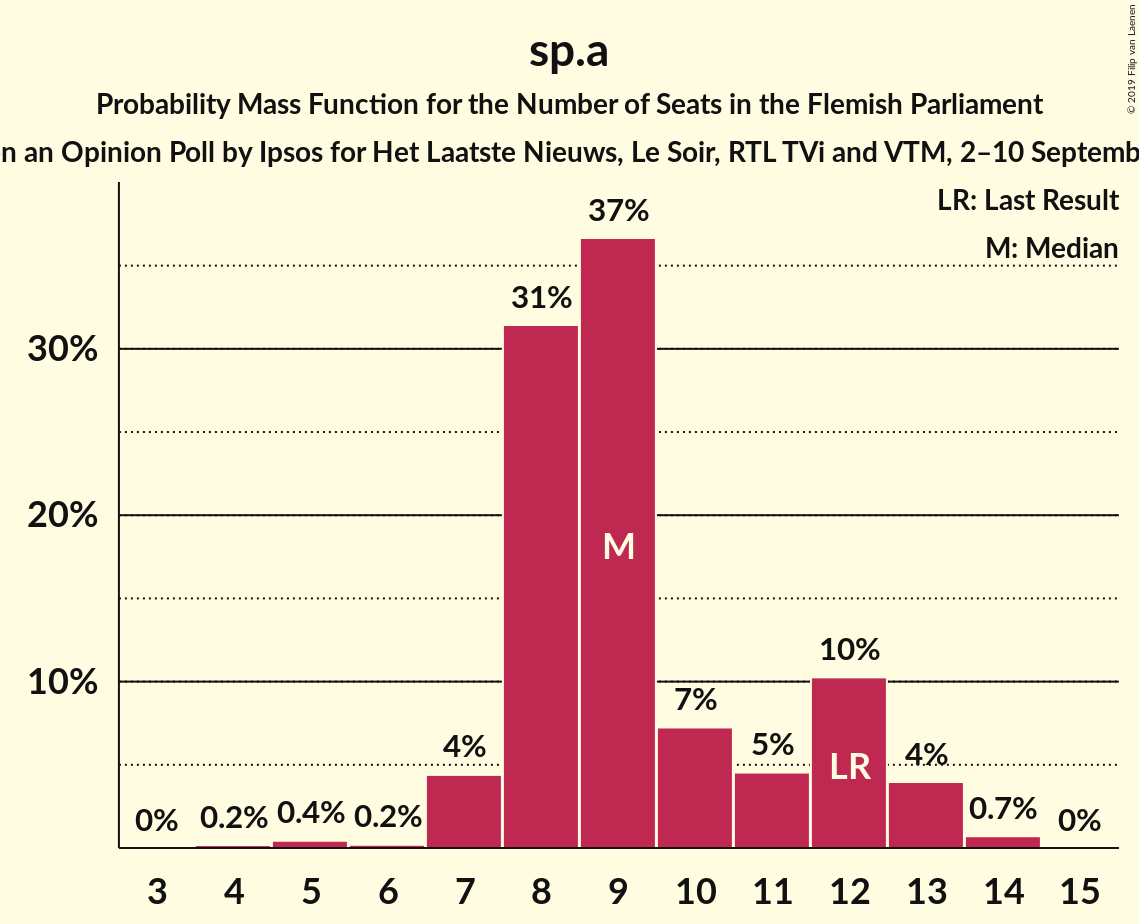 sp.a
Probability Mass Function for the Number of Seats in the Flemish Parliament
n an Opinion Poll by Ipsos for Het Laatste Nieuws, Le Soir, RTL TVi and VTM, 2–10 Septemb
© 2019 Filip van Laenen
LR: Last Result
M: Median
37%
31%
30%
M
20%
10%
10%
7%
4%
5%
LR
4%
0%
0.2%
0.4%
0.2%
0.7%
0%
3 4 5 6 7 8 9 10 11 12 13 14 15